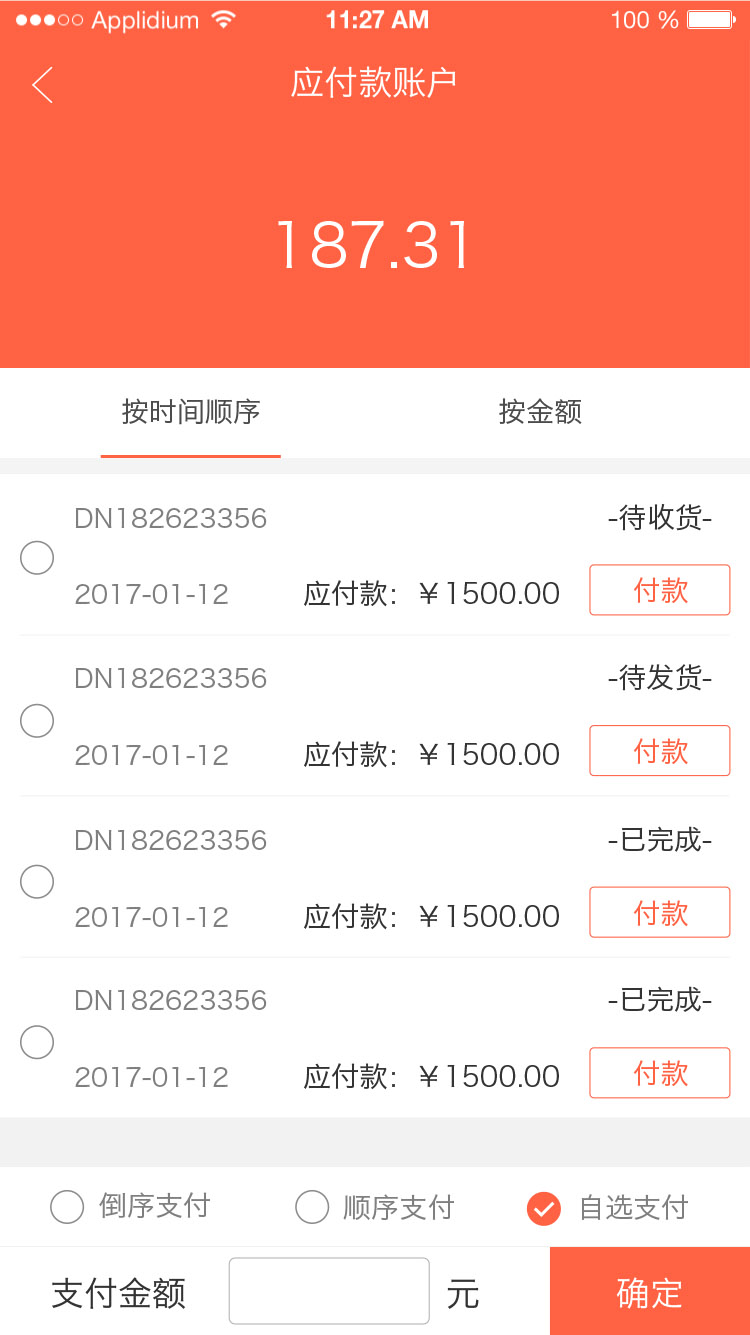 Applidium 11:27 AM 100 %
应付款账户
187.31
按时间顺序 按金额
DN182623356 -待收货-
2017-01-12 应付款：￥1500.00 付款
DN182623356 -待发货-
2017-01-12 应付款：￥1500.00 付款
DN182623356 -已完成-
2017-01-12 应付款：￥1500.00 付款
DN182623356 -已完成-
2017-01-12 应付款：￥1500.00 付款
倒序支付 顺序支付 自选支付
支付金额 元 确定